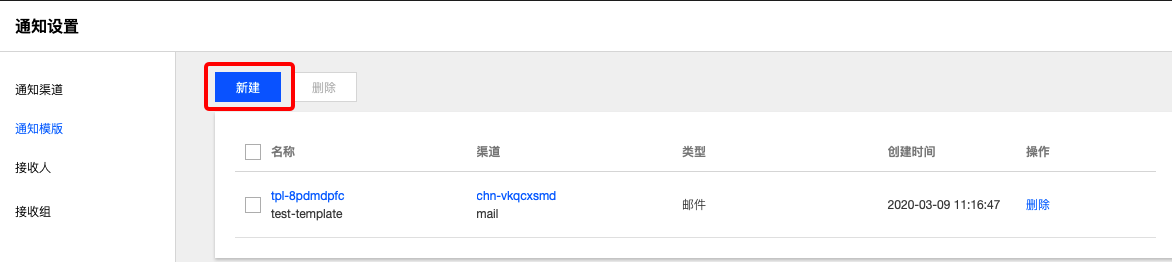 通知设置
通知渠道
通知模版
接收人
接收组
新建 删除
名称 渠道 类型 创建时间 操作
tpl-8pdmdpfc chn-vkqcxsmd 邮件 2020-03-09 11:16:47 删除
test-template mail